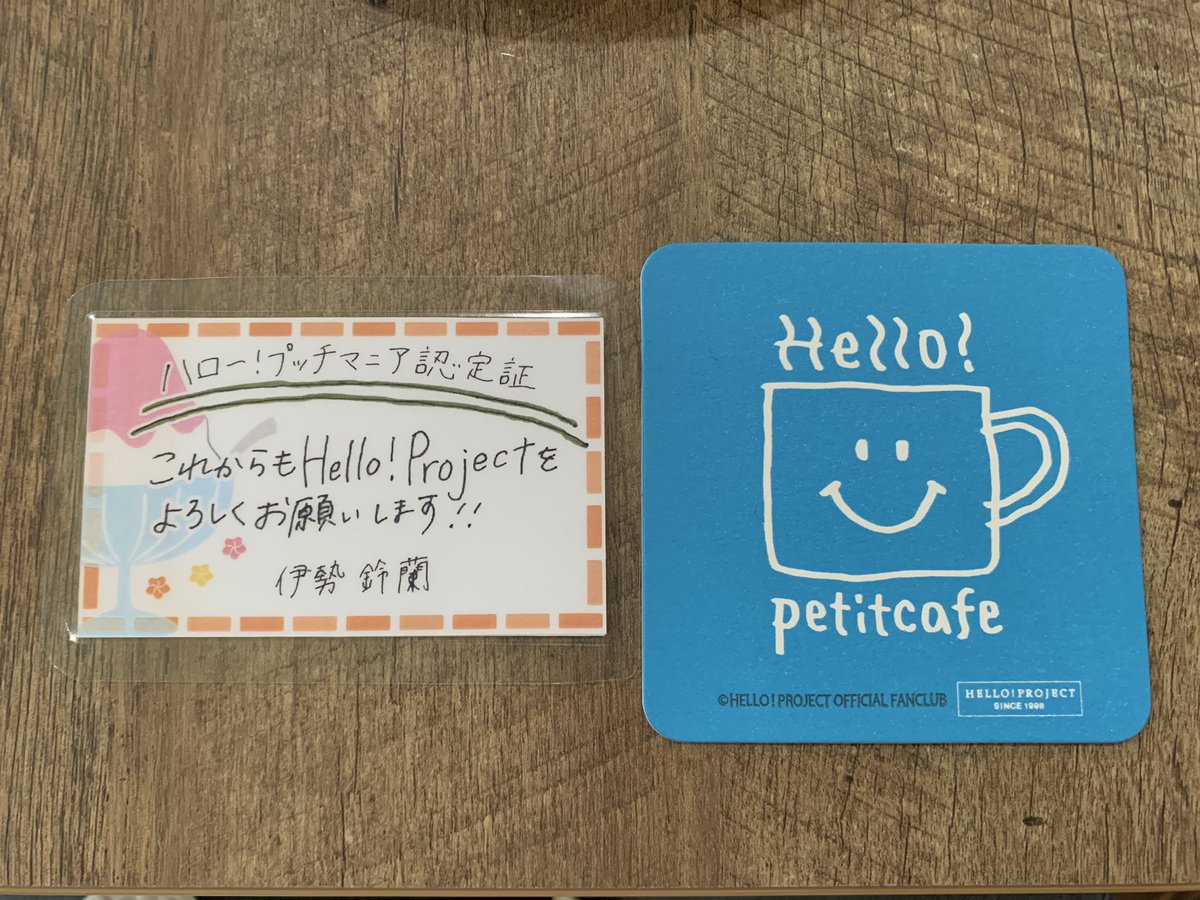 ハロー!プッチマニア認定証
これからもHello!Projectを
よろしくお願いします!!
伊勢 鈴蘭
Hello!
petitcafe
©HELLO! PROJECT OFFICIAL FANCLUB
HELLO! PROJECT
SINCE 1998